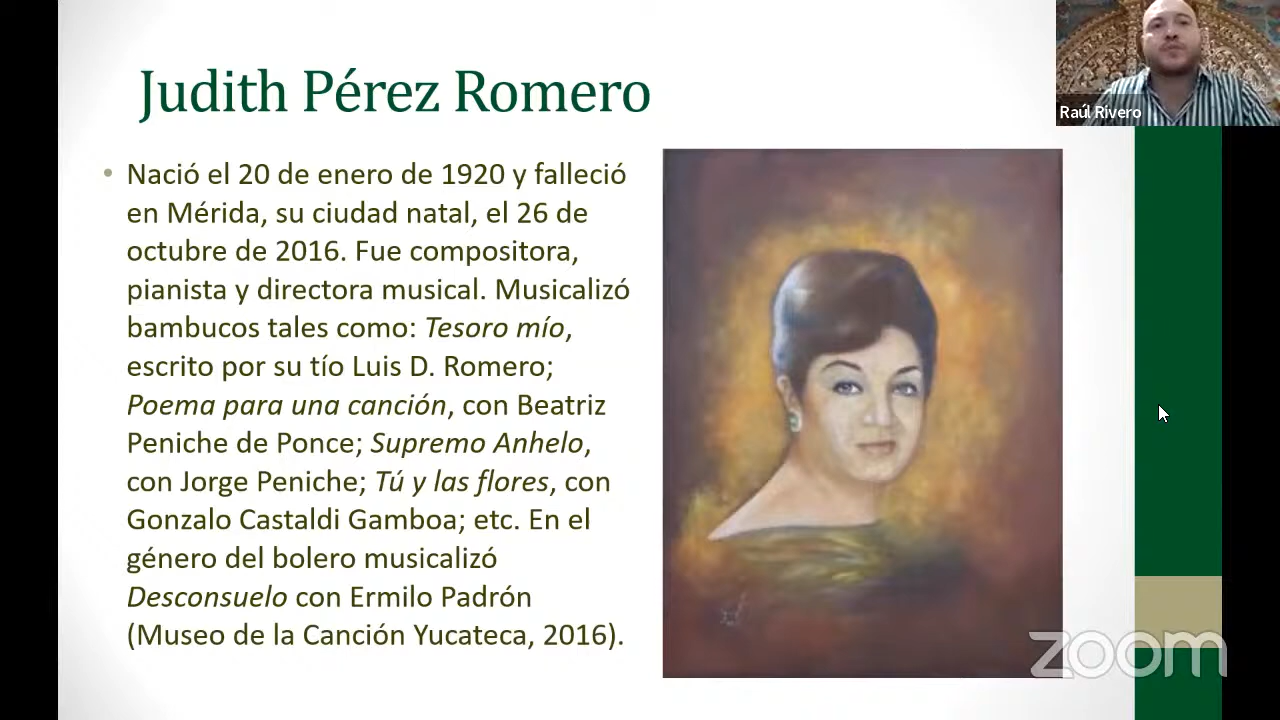 Judith Pérez Romero
Raúl Rivero
• Nació el 20 de enero de 1920 y falleció
en Mérida, su ciudad natal, el 26 de
octubre de 2016. Fue compositora,
pianista y directora musical. Musicalizó
bambucos tales como: Tesoro mío,
escrito por su tío Luis D. Romero;
Poema para una canción, con Beatriz
Peniche de Ponce; Supremo Anhelo,
con Jorge Peniche; Tú y las flores, con
Gonzalo Castaldi Gamboa; etc. En el
género del bolero musicalizó
Desconsuelo con Ermilo Padrón
(Museo de la Canción Yucateca, 2016).
zoom